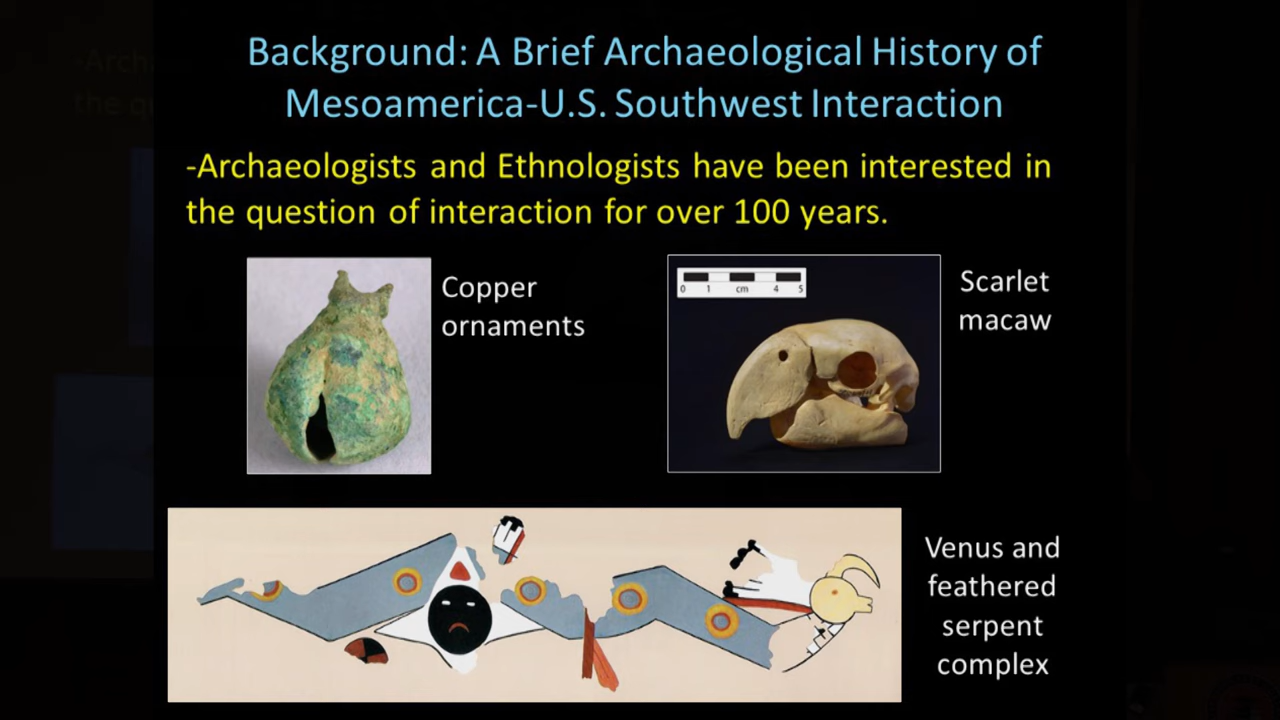 Background: A Brief Archaeological History of
Mesoamerica-U.S. Southwest Interaction
-Archaeologists and Ethnologists have been interested in
the question of interaction for over 100 years.
Copper
ornaments
0 1 cm 4 5
Scarlet
macaw
Venus and
feathered
serpent
complex